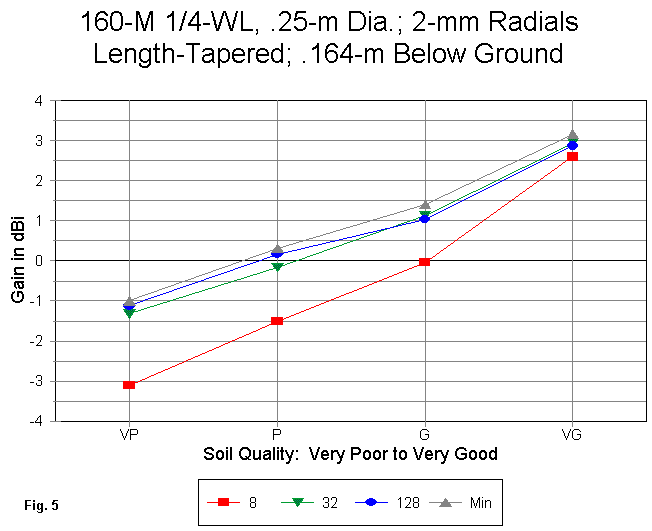 160-M 1/4-WL, .25-m Dia.; 2-mm Radials
Length-Tapered; .164-m Below Ground
4
3
2
1
0
-1
-2
-3
-4
Gain in dBi
VP P G VG
Soil Quality: Very Poor to Very Good
8 32 128 Min
Fig. 5